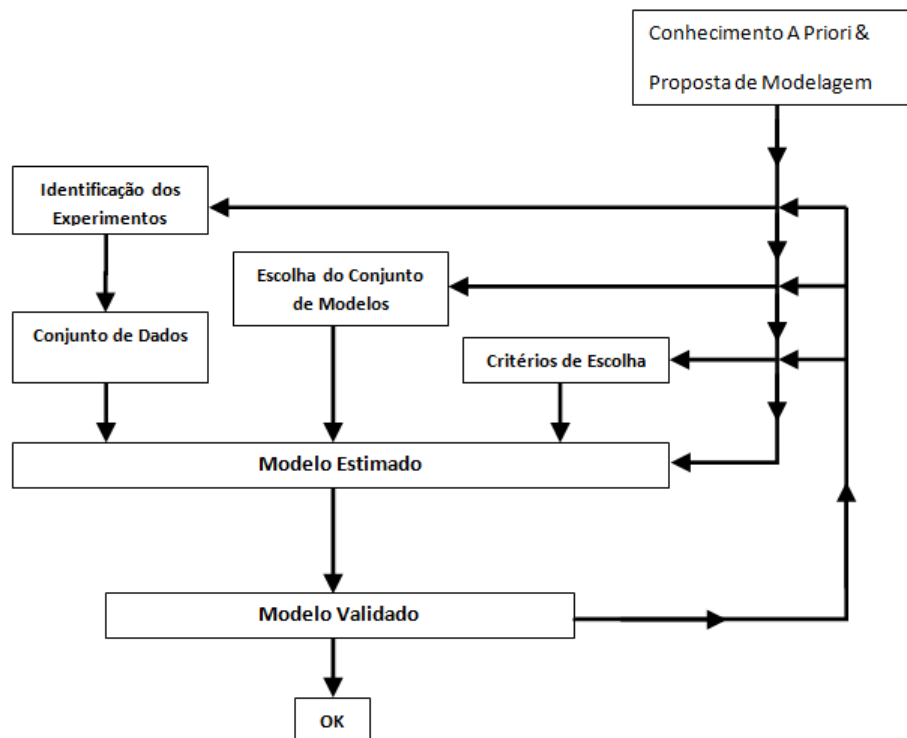 Conhecimento A Priori &
Proposta de Modelagem
Identificação dos
Experimentos
Escolha do Conjunto
de Modelos
Conjunto de Dados
Critérios de Escolha
Modelo Estimado
Modelo Validado
OK